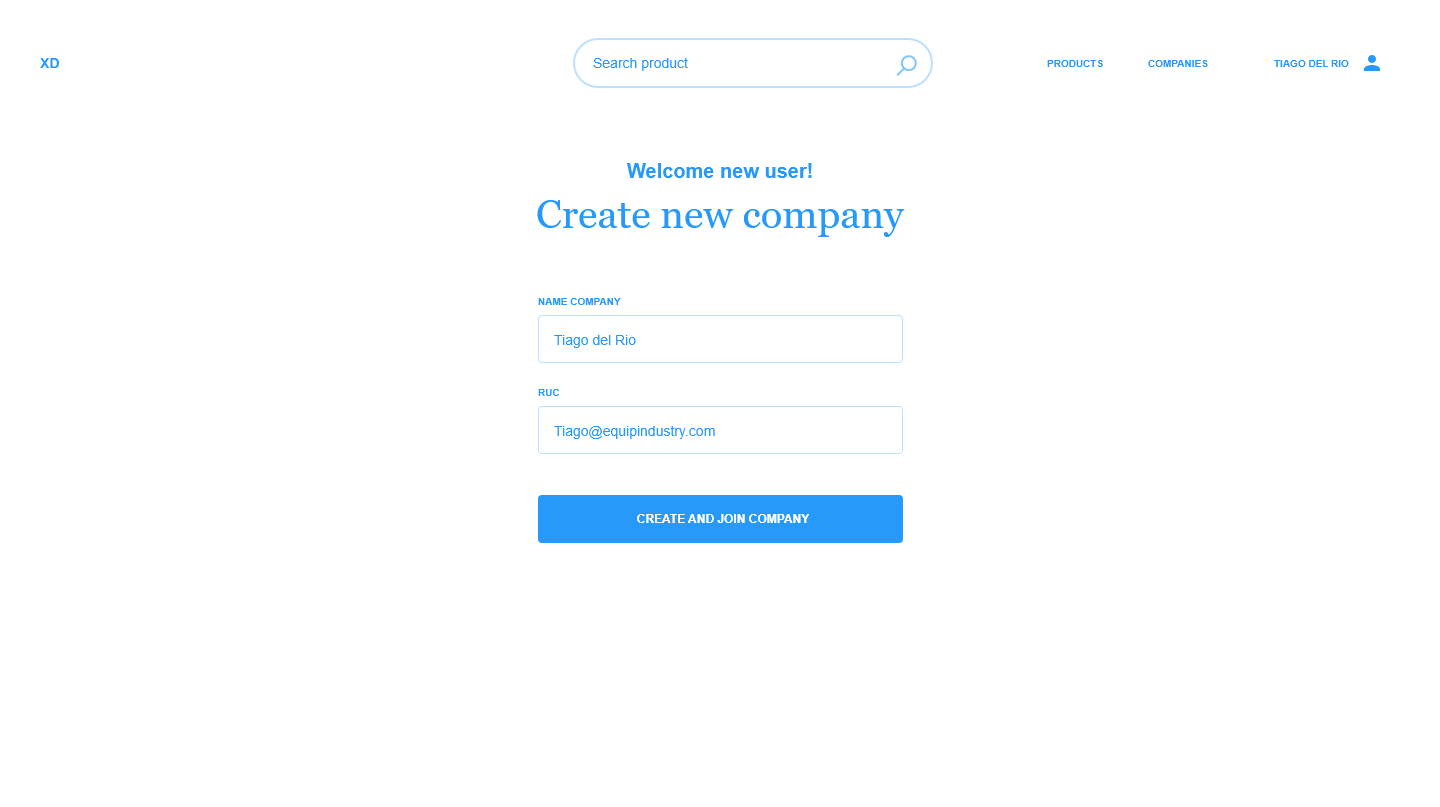 XD
Search product
PRODUCTS
COMPANIES
TIAGO DEL RIO
Welcome new user!
Create new company
NAME COMPANY
Tiago del Rio
RUC
Tiago@equipindustry.com
CREATE AND JOIN COMPANY